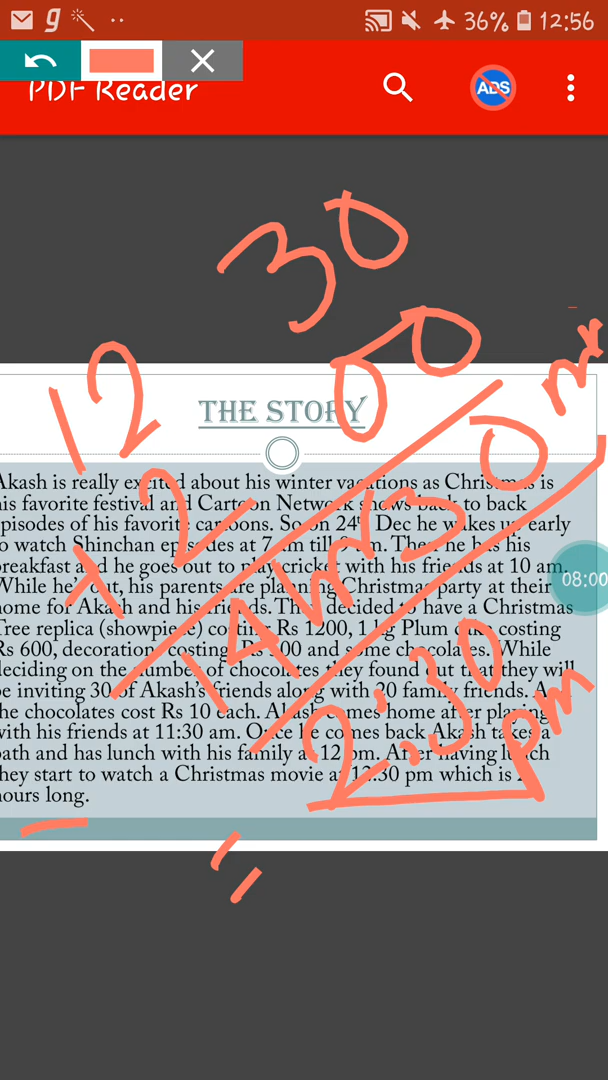 36% 12:56
PDF Reader
ADS
30
12 00
THE STORY
+ 2
Akash is really excited about his winter vacations as Christmas is
his favorite festival and Cartoon Network shows back to back
episodes of his favorite cartoons. So on 24th Dec he wakes up early
to watch Shinchan episodes at 7 am till am. Then he has his
breakfast and he goes out to play cricket with his friends at 10 am.
While he's out, his parents are planning Christmas party at their
home for Akash and his friends. They decided to have a Christmas
Tree replica (showpiece) costing Rs 1200, 1 kg Plum cake costing
Rs 600, decoration costing Rs 00 and some chocolates. While
deciding on the number of chocolates they found out that they will
be inviting 30 of Akash's friends along with 20 family friends. And
the chocolates cost Rs 10 each. Akash comes home after playing
with his friends at 11:30 am. Once he comes back Akash takes a
bath and has lunch with his family at 12 pm. After having lunch
they start to watch a Christmas movie at 12:30 pm which is 2
hours long.
08:00
14 hr 30
2:30
pm
=